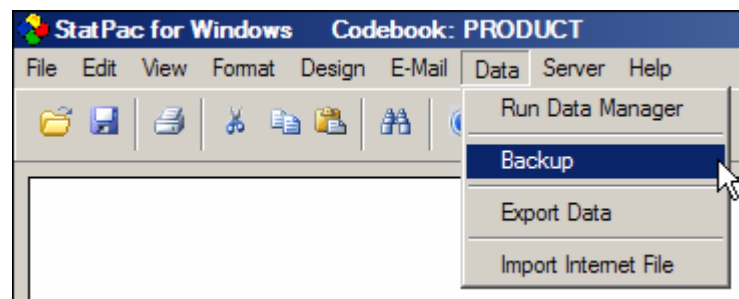 StatPac for Windows Codebook: PRODUCT
File Edit View Format Design E-Mail Data Server Help
Run Data Manager
Backup
Export Data
Import Internet File